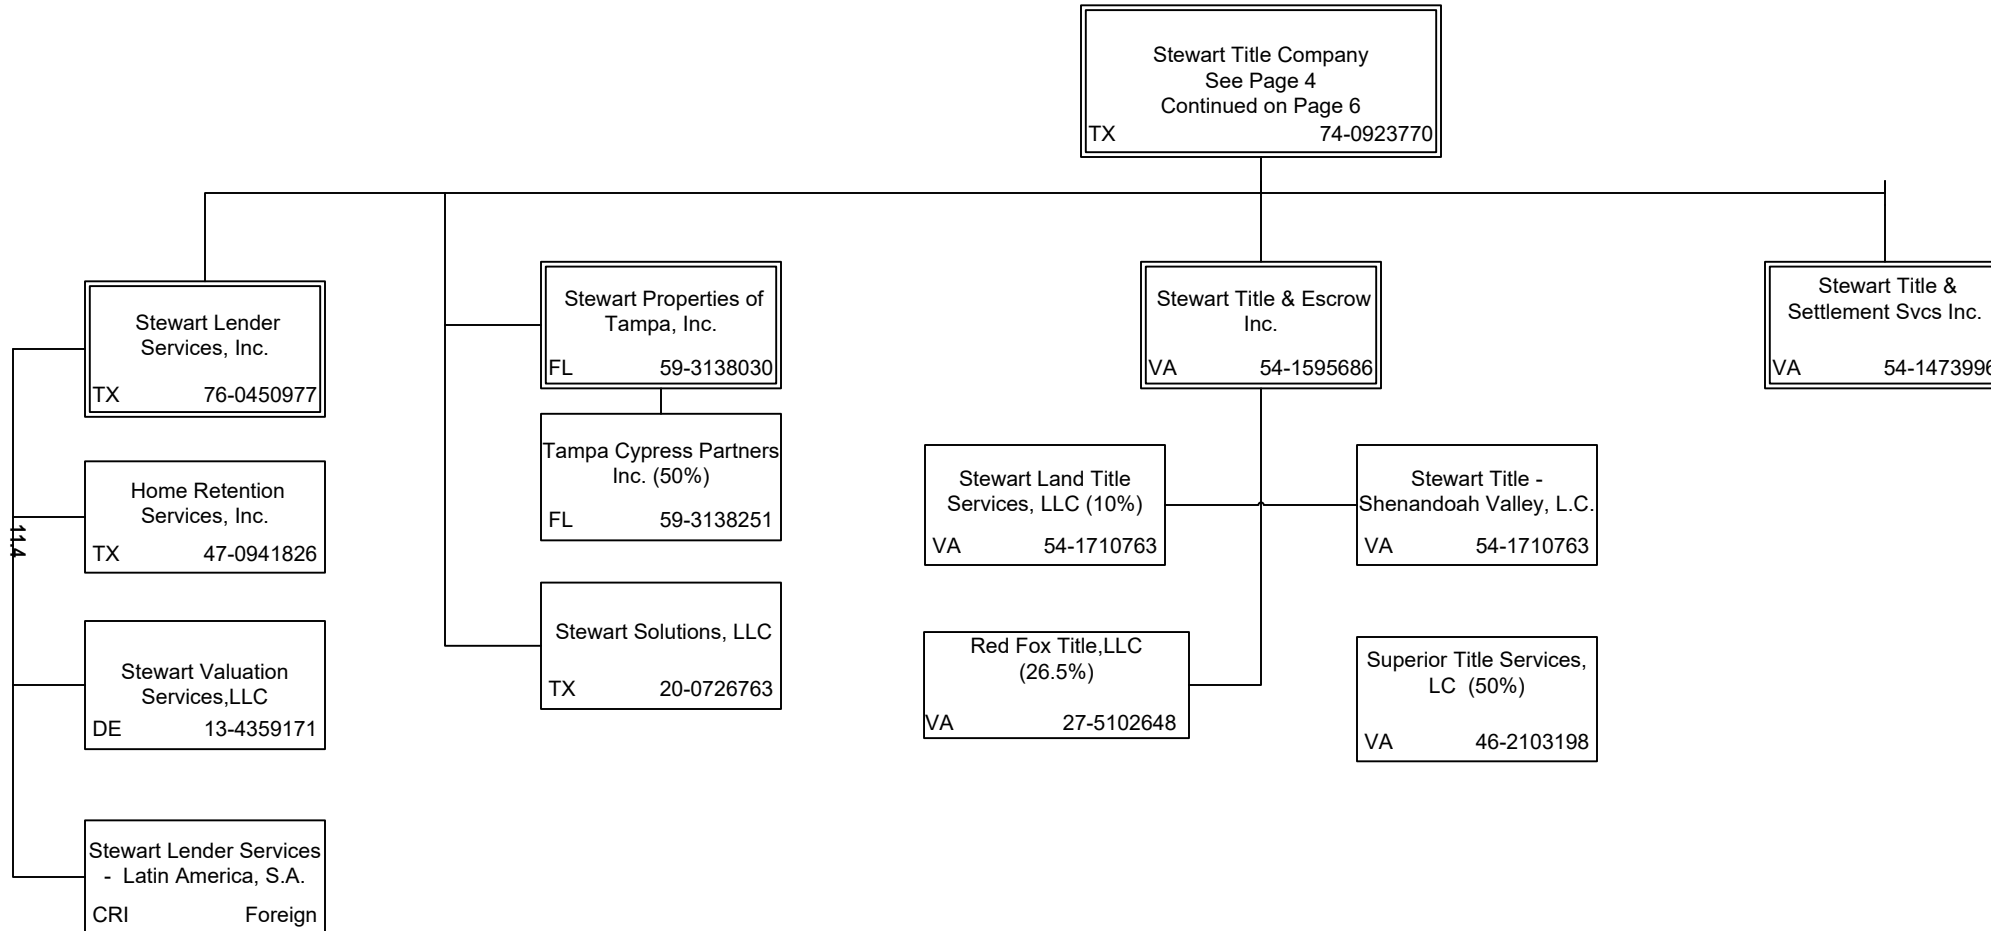 Stewart Title Company
See Page 4
Continued on Page 6
TX 74-0923770
Stewart Lender
Services, Inc.
TX 76-0450977
Home Retention
Services, Inc.
TX 47-0941826
11.4
Stewart Valuation
Services,LLC
DE 13-4359171
Stewart Lender Services
- Latin America, S.A.
CRI Foreign
Stewart Properties of
Tampa, Inc.
FL 59-3138030
Tampa Cypress Partners
Inc. (50%)
FL 59-3138251
Stewart Solutions, LLC
TX 20-0726763
Stewart Title & Escrow
Inc.
VA 54-1595686
Stewart Land Title
Services, LLC (10%)
VA 54-1710763
Stewart Title -
Shenandoah Valley, L.C.
VA 54-1710763
Red Fox Title,LLC
(26.5%)
VA 27-5102648
Superior Title Services,
LC (50%)
VA 46-2103198
Stewart Title &
Settlement Svcs Inc.
VA 54-1473996